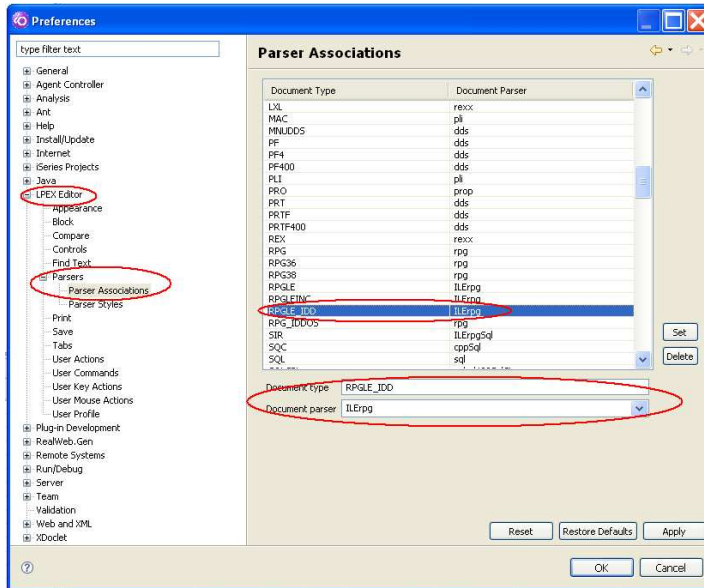 Preferences
type filter text
Parser Associations
General
Agent Controller
Analysis
Ant
Help
Install/Update
Internet
iSeries Projects
Java
LPEX Editor
Appearance
Block
Compare
Controls
Find Text
Parsers
Parser Associations
Parser Styles
Print
Save
Tabs
User Actions
User Commands
User Key Actions
User Mouse Actions
User Profile
Plug-in Development
RealWeb.Gen
Remote Systems
Run/Debug
Server
Team
Validation
Web and XML
XDoclet
Document Type Document Parser
LXL rexx
MAC pli
MNUDDS dds
PF dds
PF4 dds
PF400 dds
PLI pli
PRO prop
PRT dds
PRTF dds
PRTF400 dds
REX rexx
RPG rpg
RPG36 rpg
RPG38 rpg
RPGLE ILErpg
RPGLEINC ILErpg
RPGLE_IDD ILErpg
RPG_IDDOS rpg
SIR ILErpgSql
SQC cppSql
SQL sql
Set
Delete
Document type RPGLE_IDD
Document parser ILErpg
Reset Restore Defaults Apply
OK Cancel